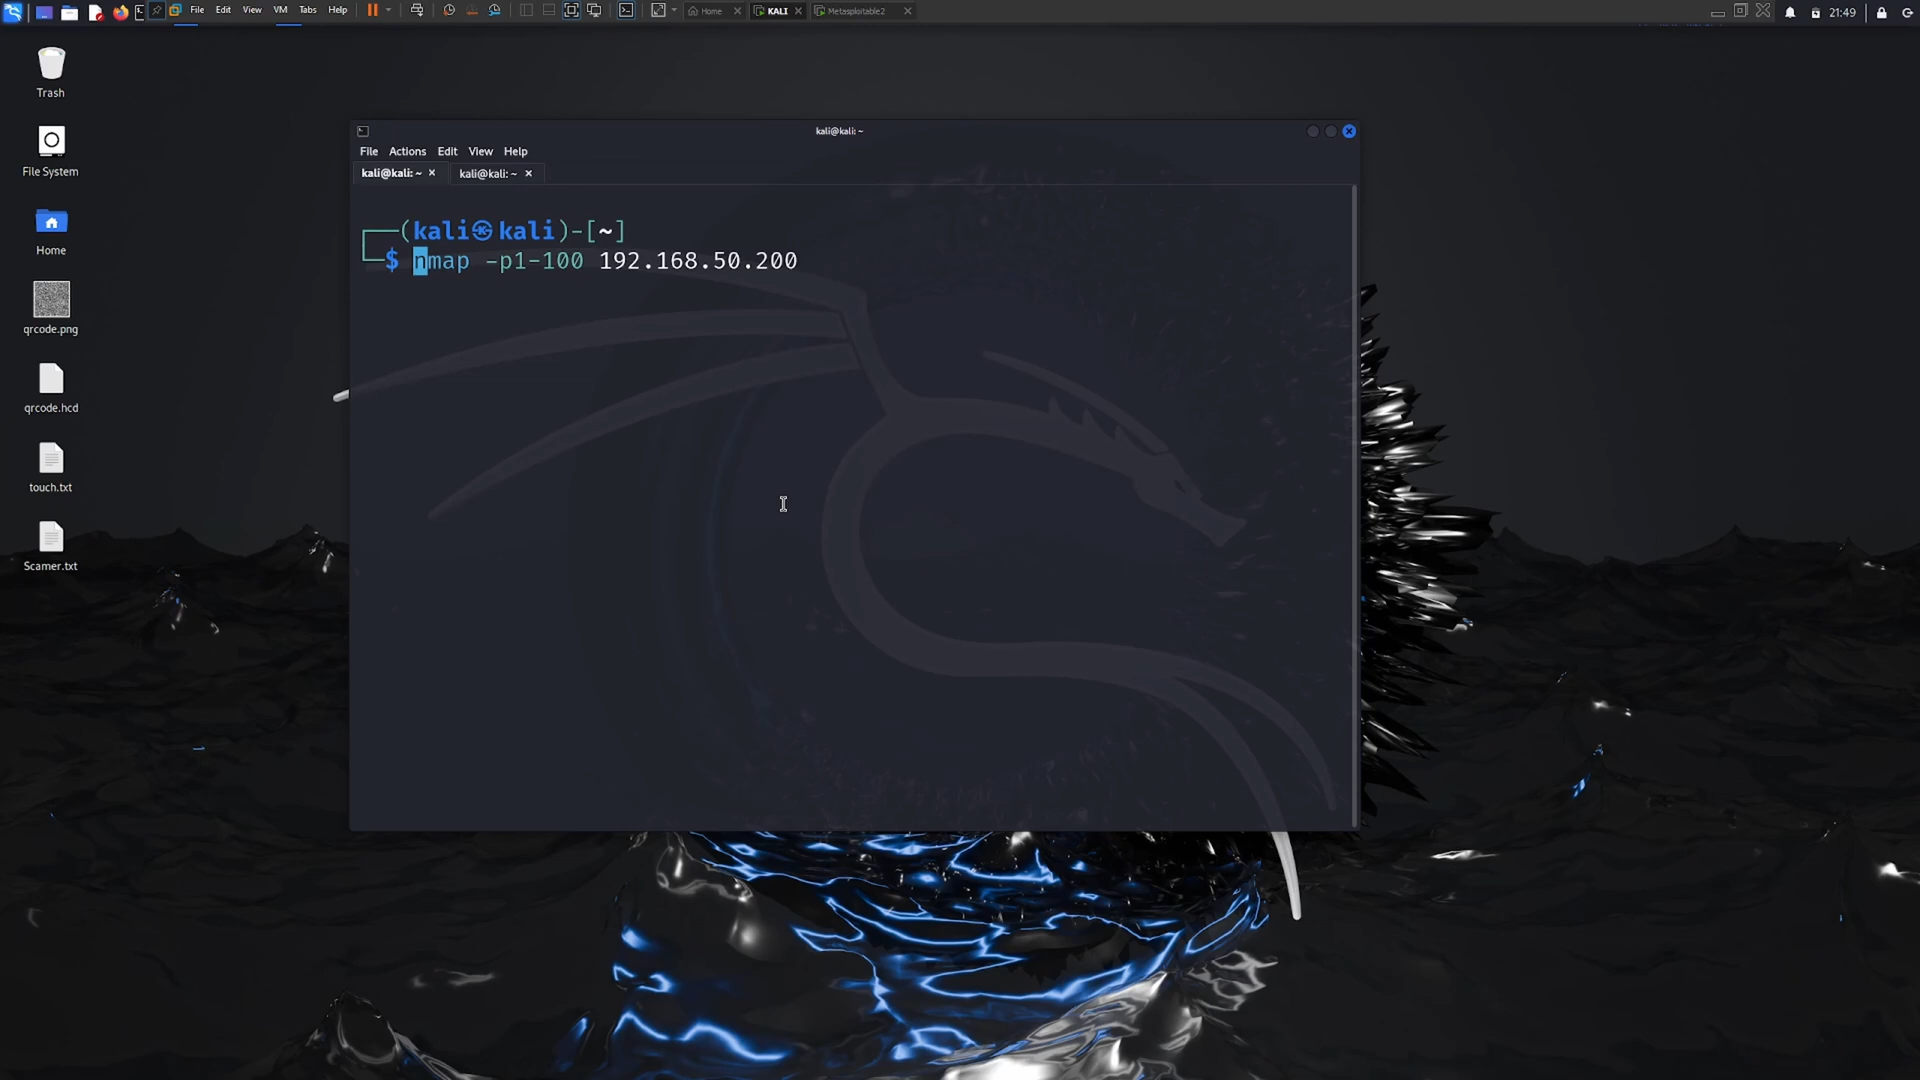 File Edit View VM Tabs Help
Home
KALI
Metasploitable2
21:49
Trash
File System
Home
qrcode.png
qrcode.hcd
touch.txt
Scamer.txt
kali@kali: ~
File Actions Edit View Help
kali@kali: ~
kali@kali: ~
(kali㉿kali)-[~]
$ nmap -p1-100 192.168.50.200